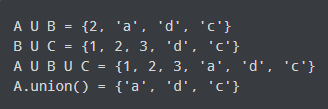 A U B = {2, 'a', 'd', 'c'}
B U C = {1, 2, 3, 'd', 'c'}
A U B U C = {1, 2, 3, 'a', 'd', 'c'}
A.union() = {'a', 'd', 'c'}